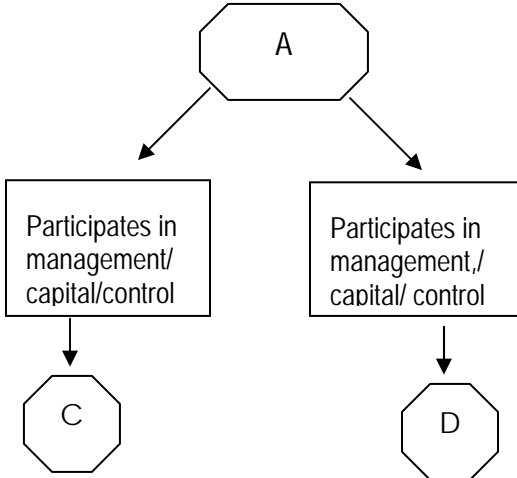 A
Participates in
management/
capital/control
Participates in
management,/
capital/ control
C
D